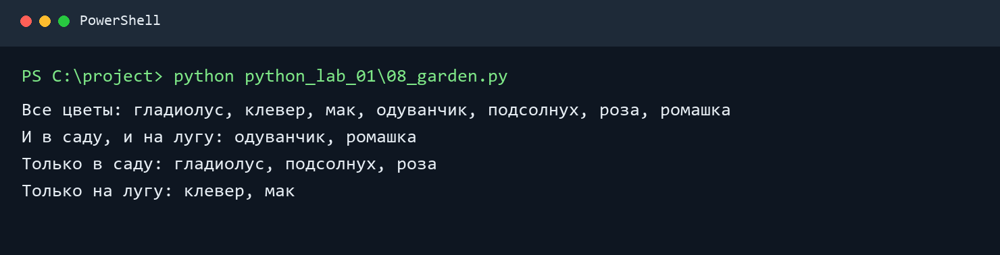 PowerShell
PS C:\project> python python_lab_01\08_garden.py
Все цветы: гладиолус, клевер, мак, одуванчик, подсолнух, роза, ромашка
И в саду, и на лугу: одуванчик, ромашка
Только в саду: гладиолус, подсолнух, роза
Только на лугу: клевер, мак